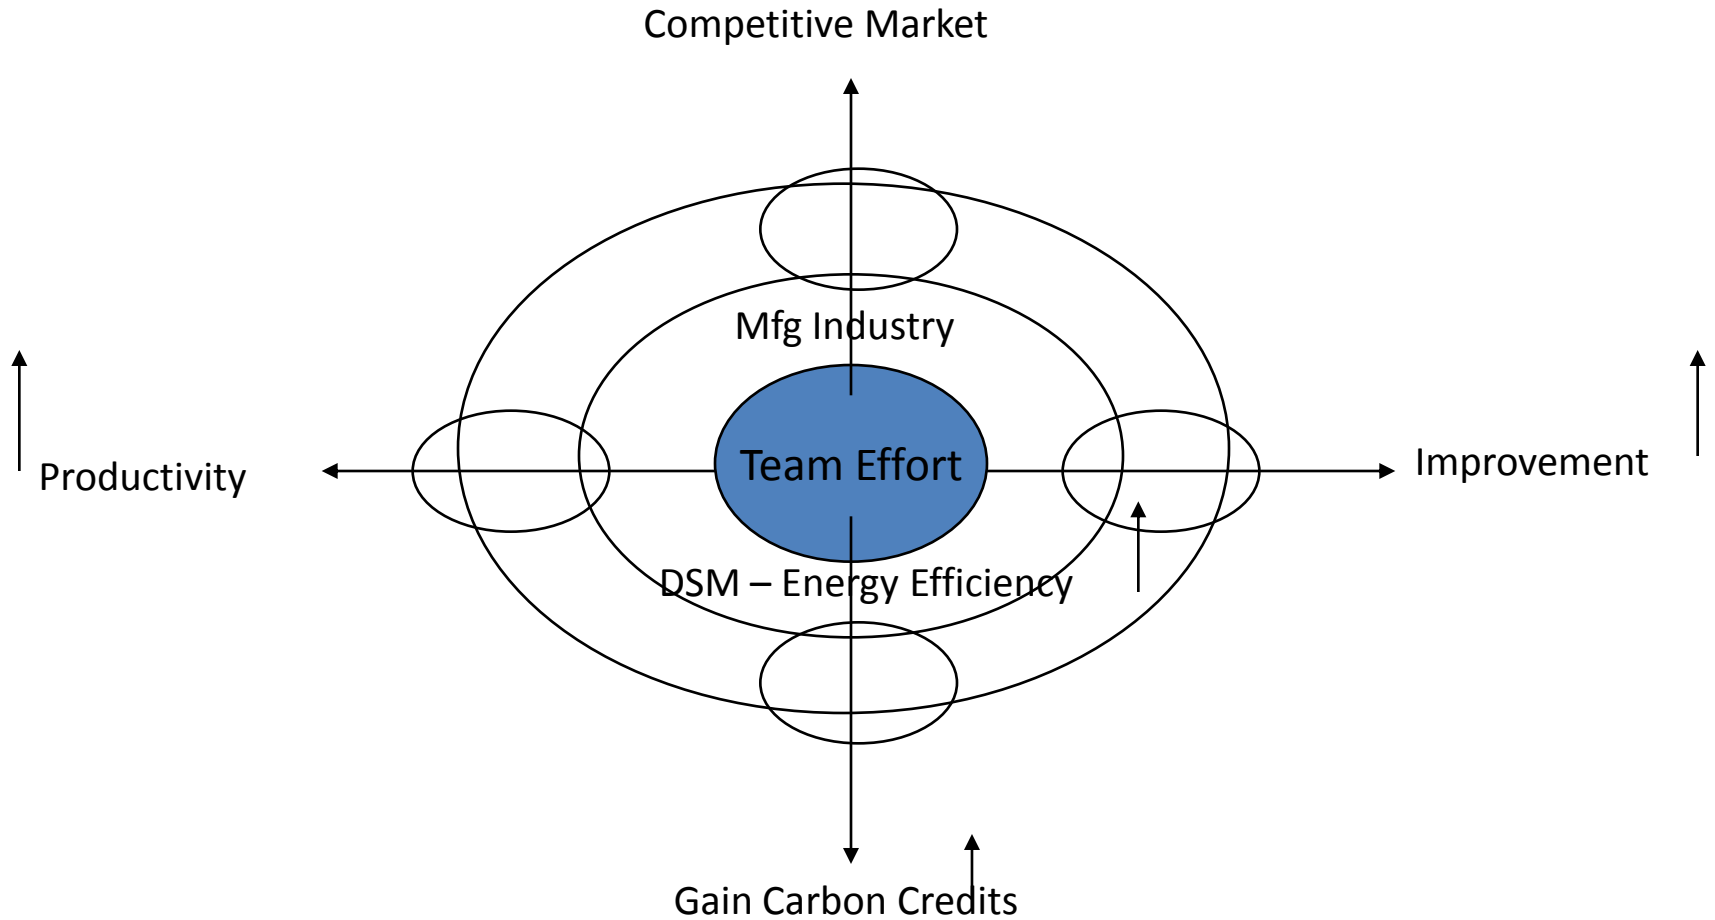 Competitive Market
Mfg Industry
Productivity
Team Effort
Improvement
DSM – Energy Efficiency
Gain Carbon Credits